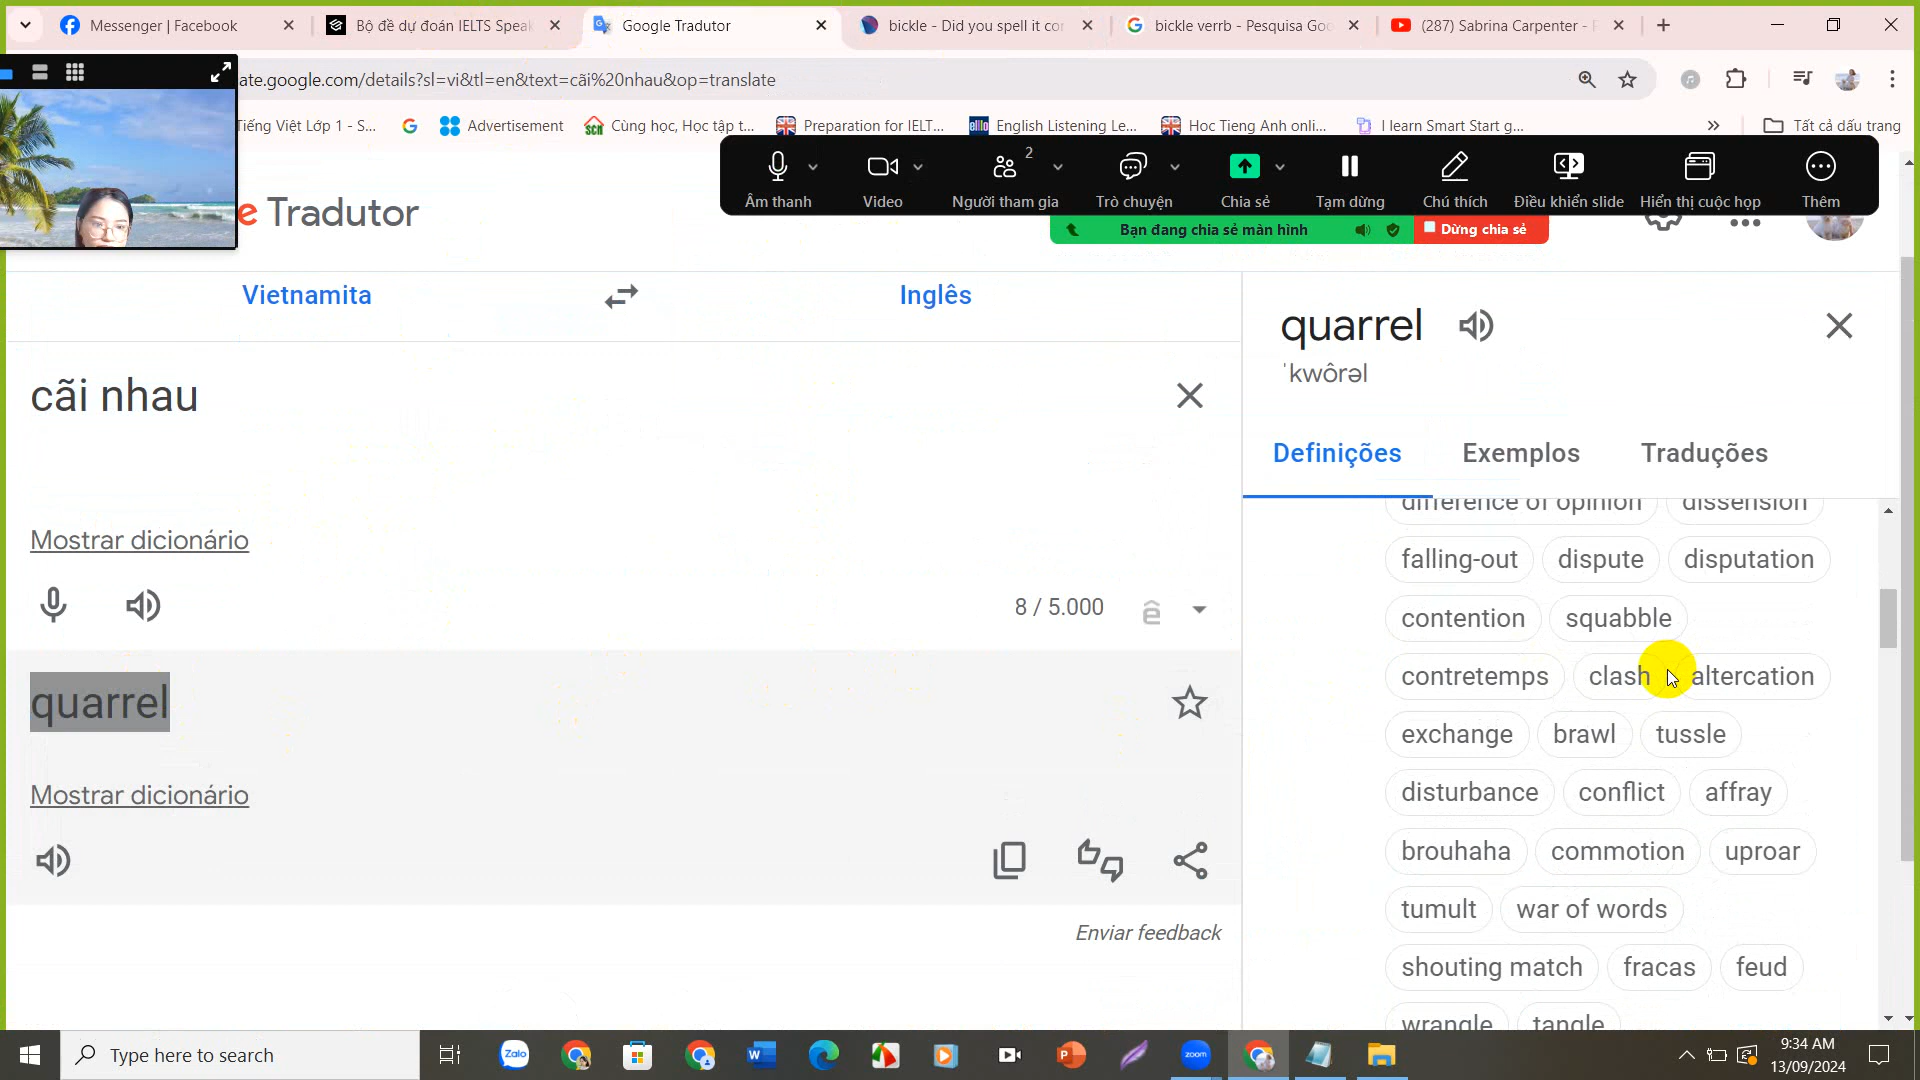 Messenger | Facebook
Bộ đề dự đoán IELTS Speak
Google Tradutor
bickle - Did you spell it cor
bickle verrb - Pesquisa Goo
(287) Sabrina Carpenter -
ate.google.com/details?sl=vi&tl=en&text=cãi%20nhau&op=translate
Tiếng Việt Lớp 1 - S...
Advertisement
Cùng học, Học tập t...
Preparation for IELT...
English Listening Le...
Hoc Tieng Anh onli...
I learn Smart Start g...
Tất cả dấu trang
2
Âm thanh
Video
Người tham gia
Trò chuyện
Chia sẻ
Tạm dừng
Chú thích
Điều khiển slide
Hiển thị cuộc họp
Thêm
Bạn đang chia sẻ màn hình
Dừng chia sẻ
e Tradutor
Vietnamita
Inglês
cãi nhau
Mostrar dicionário
8 / 5.000
quarrel
Mostrar dicionário
Enviar feedback
quarrel
ˈkwôrəl
Definições
Exemplos
Traduções
difference of opinion
dissension
falling-out
dispute
disputation
contention
squabble
contretemps
clash
altercation
exchange
brawl
tussle
disturbance
conflict
affray
brouhaha
commotion
uproar
tumult
war of words
shouting match
fracas
feud
wrangle
tangle
Type here to search
Zalo
zoom
9:34 AM
13/09/2024